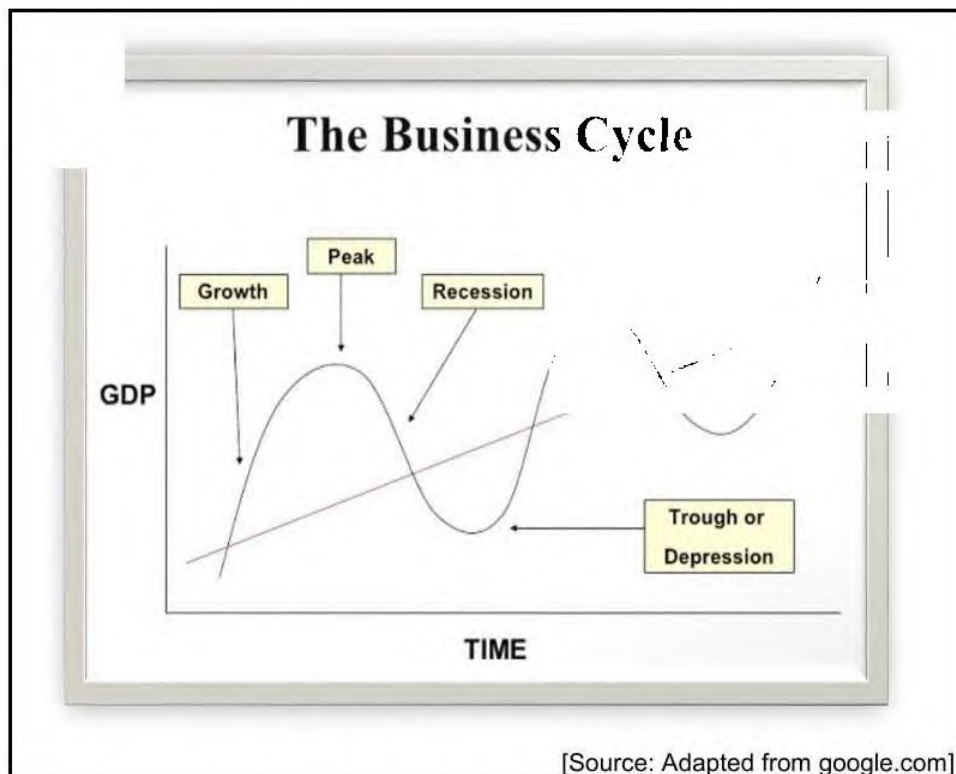 The Business Cycle
Peak
Growth
Recession
GDP
Trough or
Depression
TIME
[Source: Adapted from google.com]